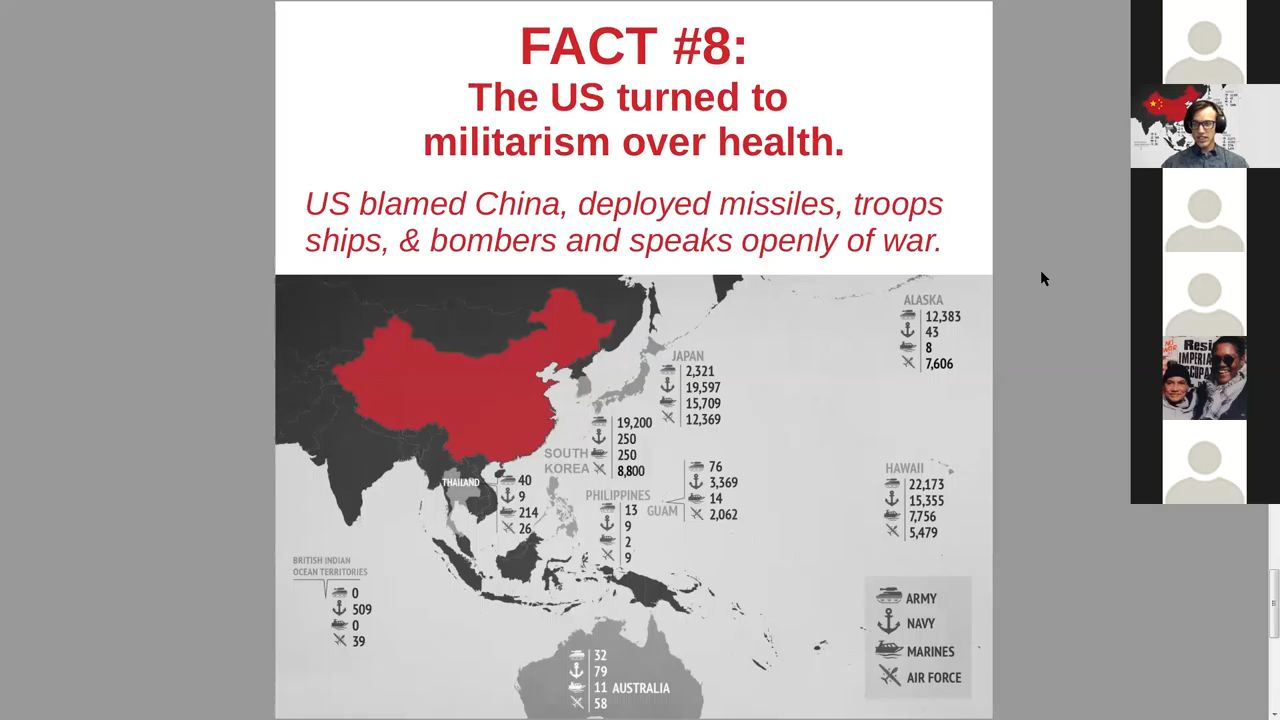 FACT #8:
The US turned to
militarism over health.
US blamed China, deployed missiles, troops
ships, & bombers and speaks openly of war.
ALASKA
12,383
43
8
7,606
JAPAN
2,321
19,597
15,709
12,369
SOUTH
KOREA
19,200
250
250
8,800
THAILAND
40
9
214
26
PHILIPPINES
13
9
2
9
GUAM
76
3,369
14
2,062
HAWAII
22,173
15,355
7,756
5,479
BRITISH INDIAN
OCEAN TERRITORIES
0
509
0
39
32
79
11 AUSTRALIA
58
ARMY
NAVY
MARINES
AIR FORCE
NO
WAR
Resi
IMPERIA